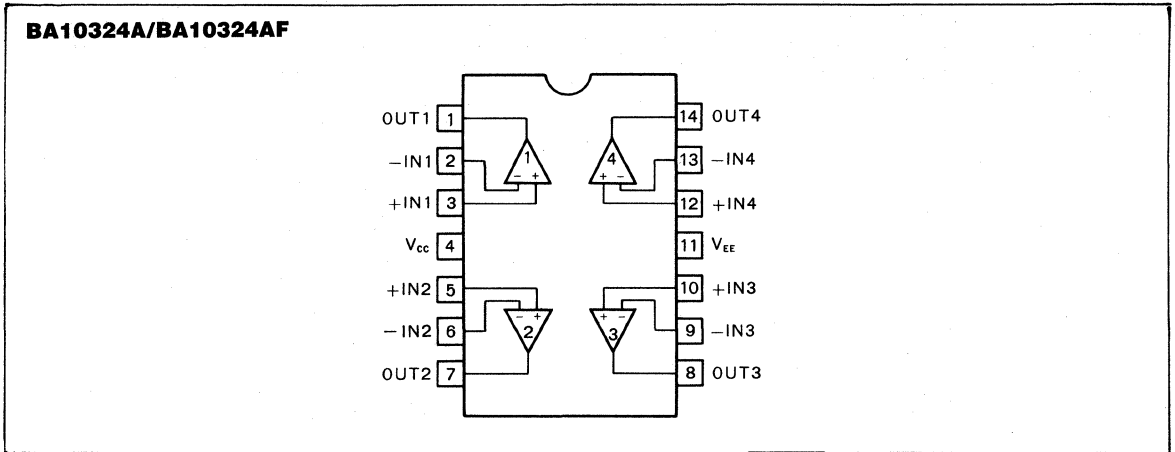 BA10324A/BA10324AF
OUT1 1 14 OUT4
−IN1 2 1 4 13 −IN4
− + + −
+IN1 3 12 +IN4
Vcc 4 11 VEE
+IN2 5 10 +IN3
− + + −
−IN2 6 2 3 9 −IN3
OUT2 7 8 OUT3